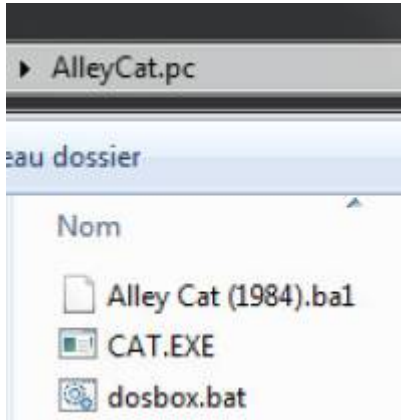 AlleyCat.pc
eau dossier
Nom
Alley Cat (1984).ba1
CAT.EXE
dosbox.bat